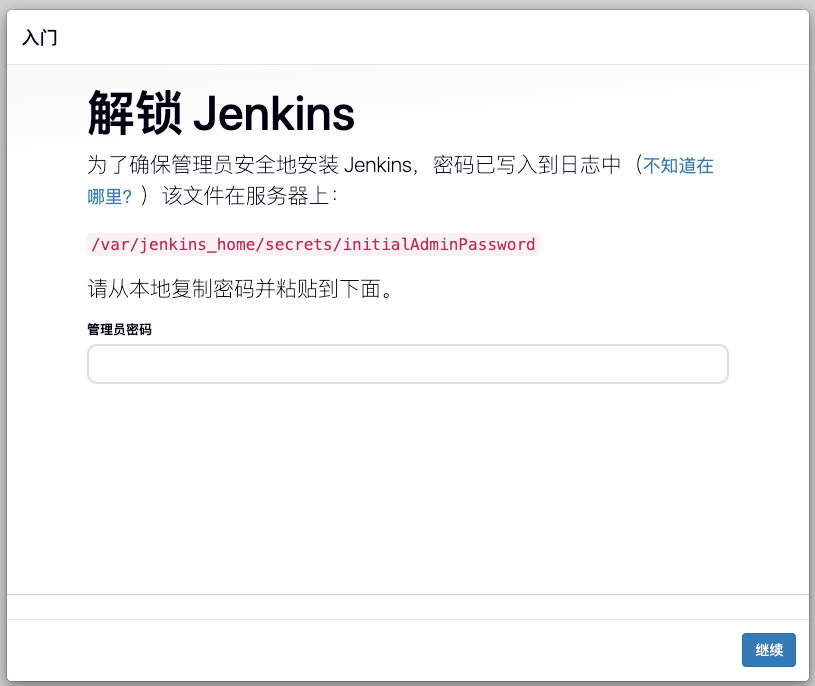 入门
解锁 Jenkins
为了确保管理员安全地安装 Jenkins，密码已写入到日志中（不知道在
哪里？）该文件在服务器上：
/var/jenkins_home/secrets/initialAdminPassword
请从本地复制密码并粘贴到下面。
管理员密码
继续